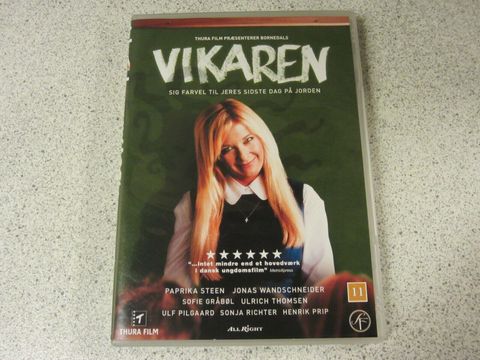 THURA FILM PRÆSENTERER BORNEDALS
VIKAREN
SIG FARVEL TIL JERES SIDSTE DAG PÅ JORDEN
"...intet mindre end et hovedværk
i dansk ungdomsfilm" MetroXpress
PAPRIKA STEEN JONAS WANDSCHNEIDER
SOFIE GRÅBØL ULRICH THOMSEN
ULF PILGAARD SONJA RICHTER HENRIK PRIP
11
THURA FILM
ALL RIGHT
SF